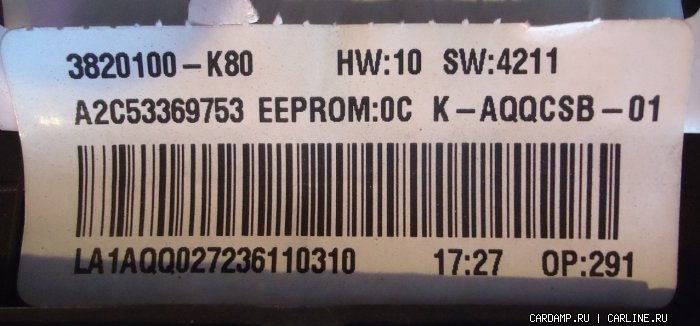 3820100-K80 HW:10 SW:4211
A2C53369753 EEPROM:0C K-AQQCSB-01
LA1AQQ027236110310 17:27 OP:291
CARDAMP.RU | CARLINE.RU